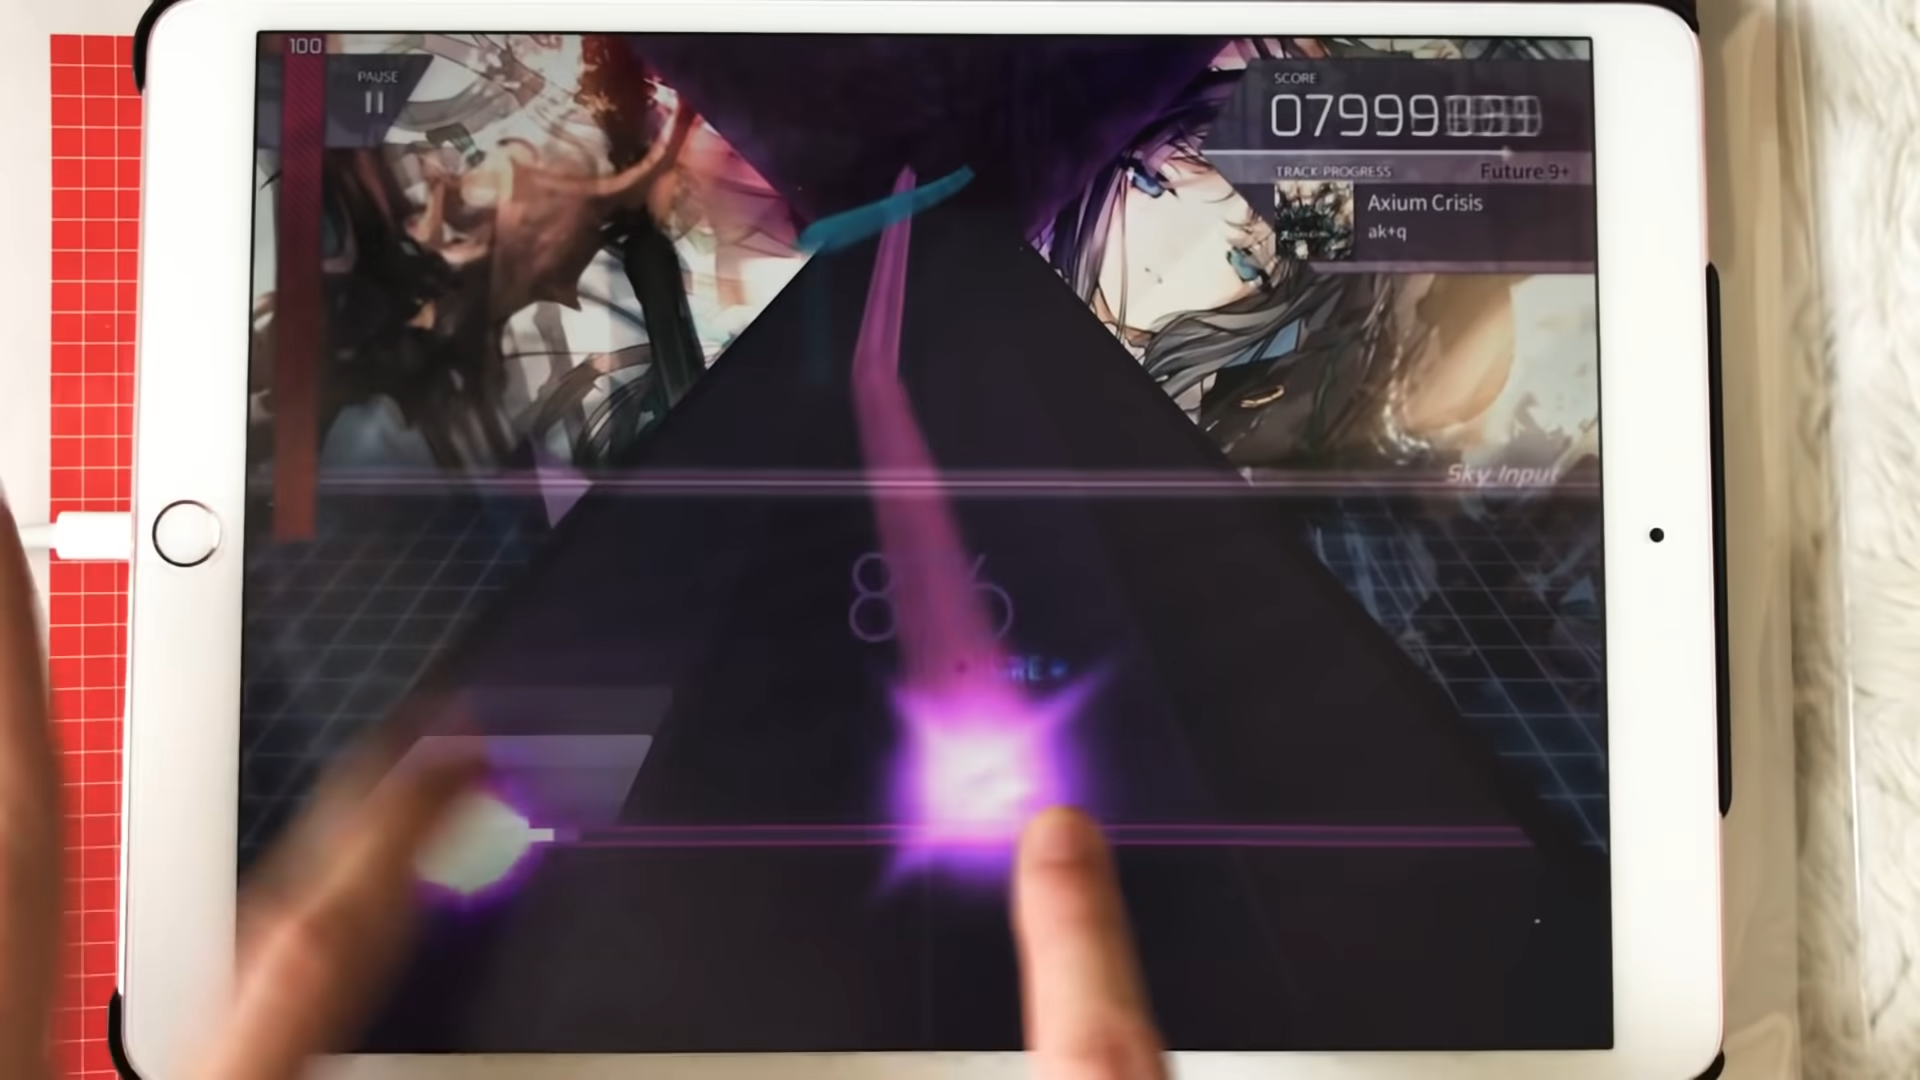 100
PAUSE
SCORE
07999
TRACK PROGRESS
Future 9+
Axium Crisis
ak+q
Sky Input